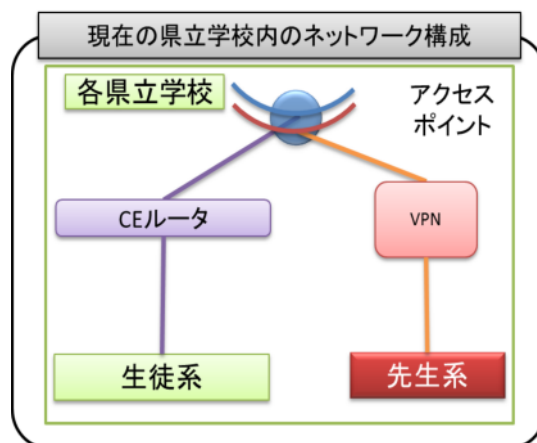 現在の県立学校内のネットワーク構成
各県立学校
アクセス
ポイント
CEルータ
VPN
生徒系
先生系